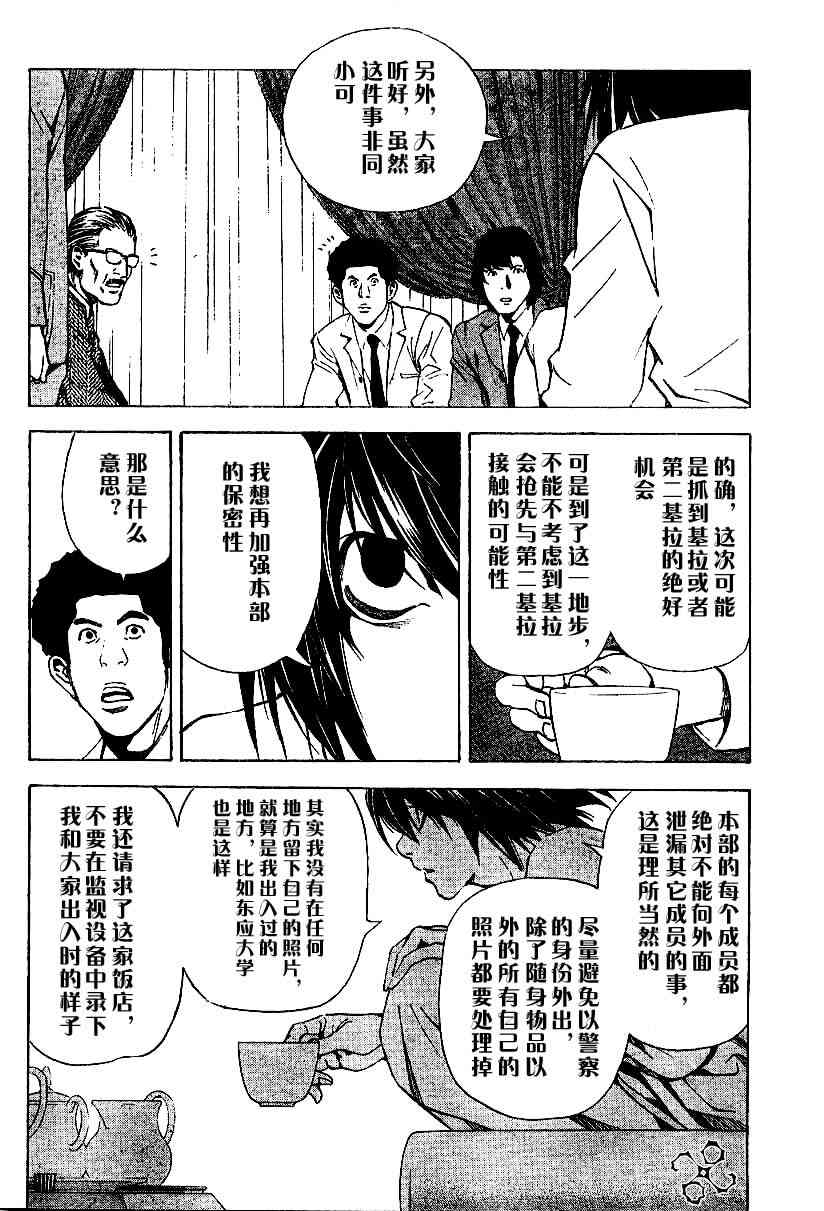 另外，大家
听好，虽然
这件事非同
小可
的确，这次可能
是抓到基拉或者
第二基拉的绝好
机会
可是到了这一地步，
不能不考虑到基拉
会抢先与第二基拉
接触的可能性
我想再加强本部
的保密性
那是什么
意思？
本部的每个成员都
绝对不能向外面
泄漏其它成员的事，
这是理所当然的
尽量避免以警察
的身份外出，
除了随身物品以
外的所有自己的
照片都要处理掉
其实我没有在任何
地方留下自己的照片，
就算是我出入过的
地方，比如东应大学
也是这样
我还请求了这家饭店，
不要在监视设备中录下
我和大家出入时的样子